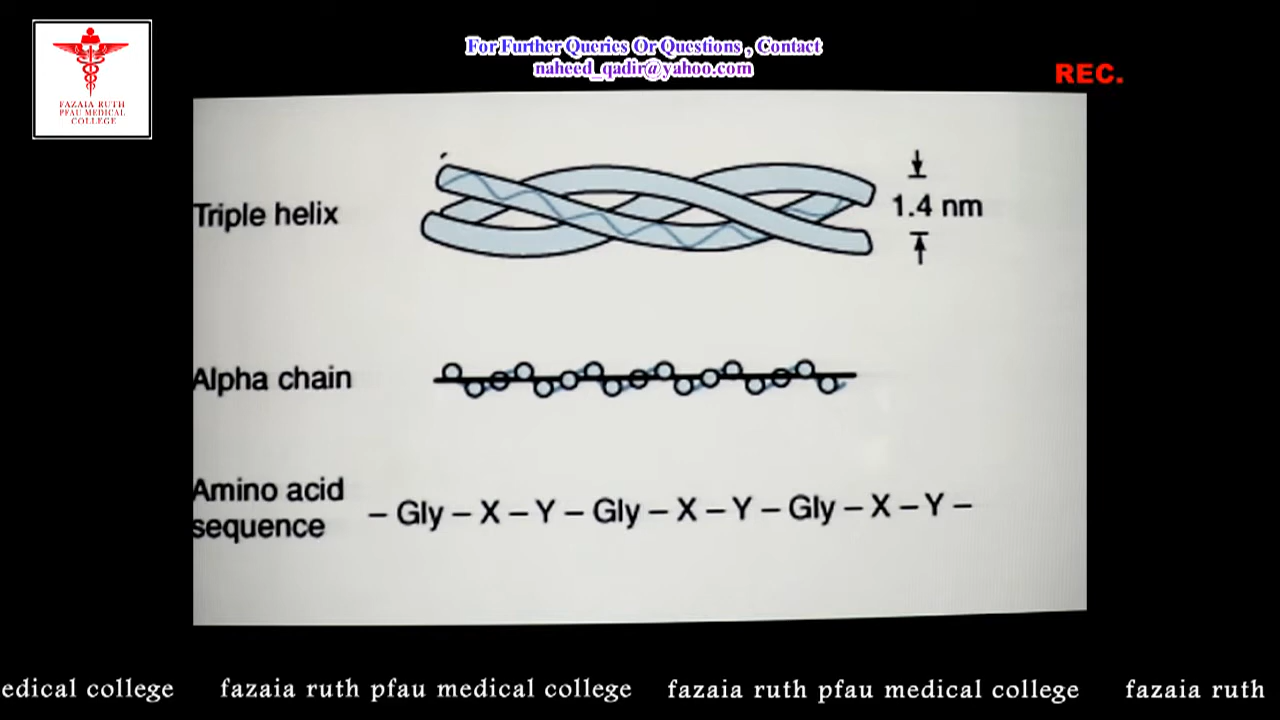 For Further Querics Or Questions , Contact
naheed_qadir@yahoo.com
REC.
FAZAIA RUTH
PFAU MEDICAL
COLLEGE
Triple helix
1.4 nm
Alpha chain
Amino acid
sequence
– Gly – X – Y – Gly – X – Y – Gly – X – Y –
edical college fazaia ruth pfau medical college fazaia ruth pfau medical college fazaia ruth